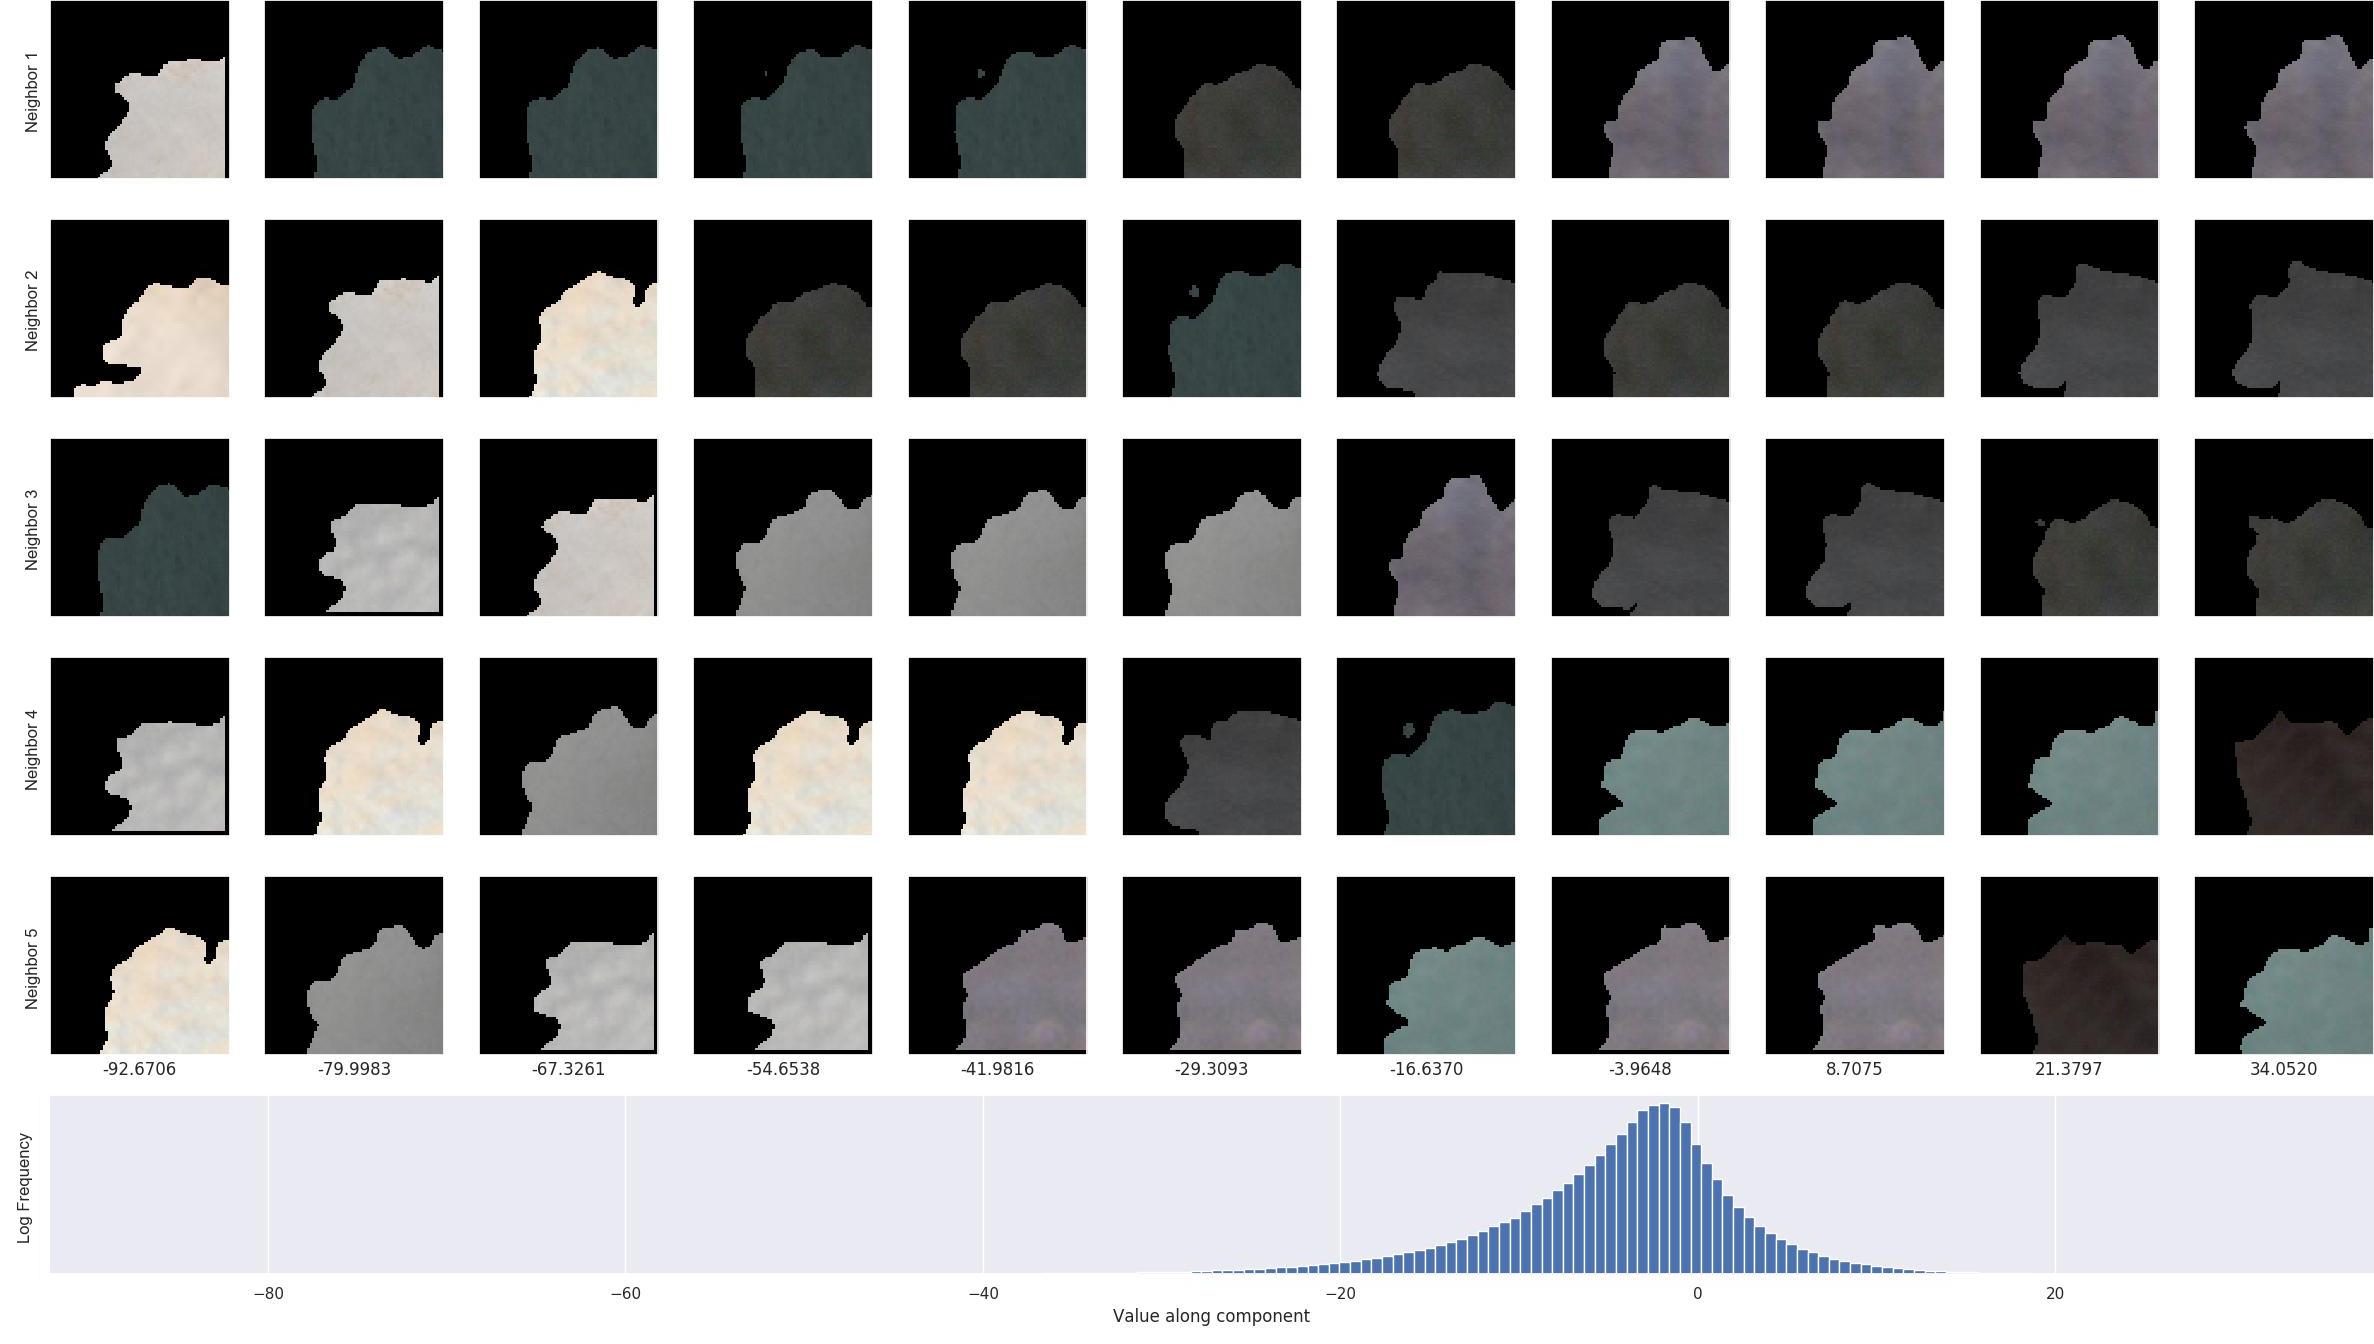 Neighbor 1
Neighbor 2
Neighbor 3
Neighbor 4
Neighbor 5
-92.6706 -79.9983 -67.3261 -54.6538 -41.9816 -29.3093 -16.6370 -3.9648 8.7075 21.3797 34.0520
Log Frequency
−80 −60 −40 −20 0 20
Value along component